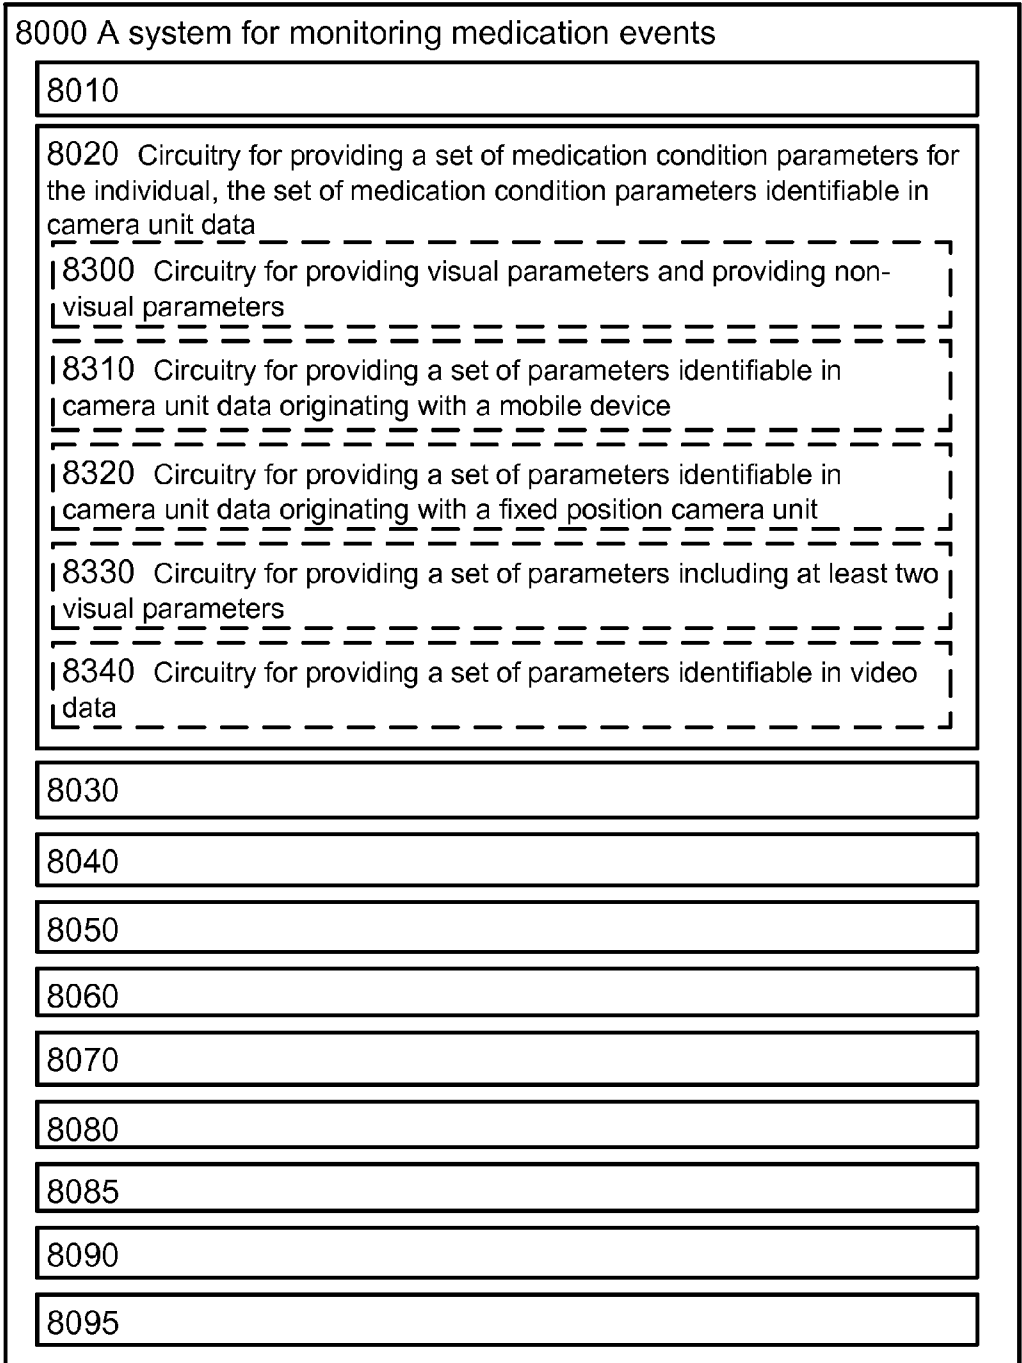 8000 A system for monitoring medication events
8010
8020 Circuitry for providing a set of medication condition parameters for
the individual, the set of medication condition parameters identifiable in
camera unit data
8300 Circuitry for providing visual parameters and providing non-
visual parameters
8310 Circuitry for providing a set of parameters identifiable in
camera unit data originating with a mobile device
8320 Circuitry for providing a set of parameters identifiable in
camera unit data originating with a fixed position camera unit
8330 Circuitry for providing a set of parameters including at least two
visual parameters
8340 Circuitry for providing a set of parameters identifiable in video
data
8030
8040
8050
8060
8070
8080
8085
8090
8095